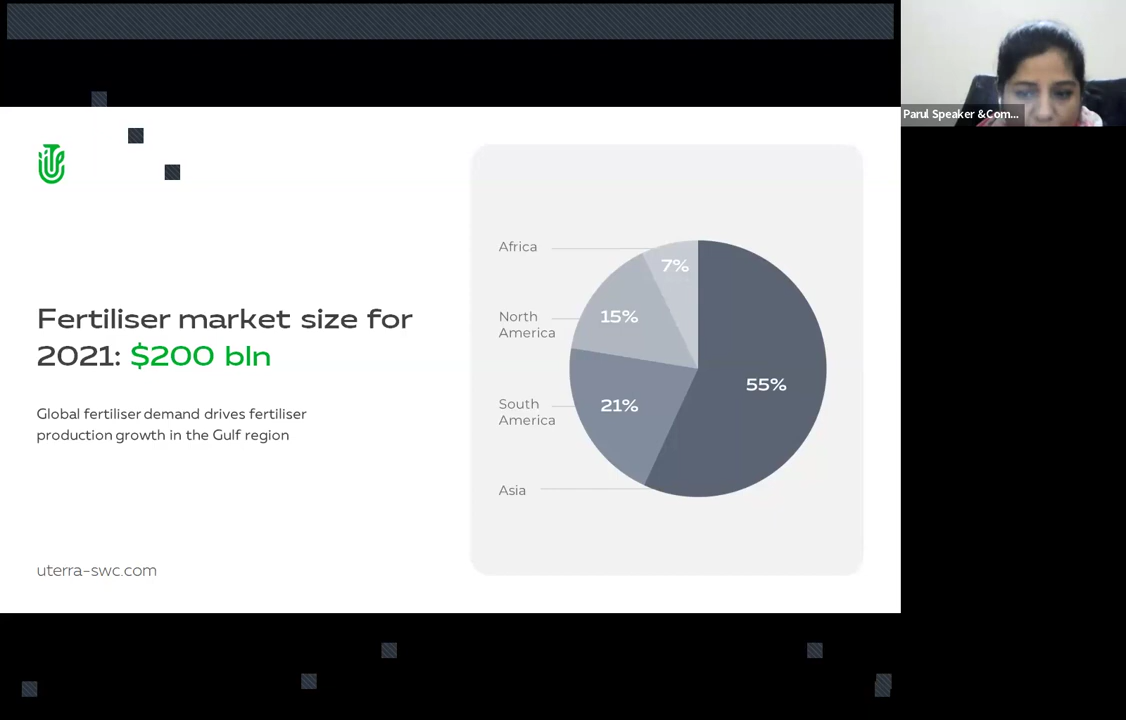 Parul Speaker &Com...
Fertiliser market size for
2021: $200 bln
Global fertiliser demand drives fertiliser
production growth in the Gulf region
uterra-swc.com
Africa
7%
North
America
15%
55%
South
America
21%
Asia